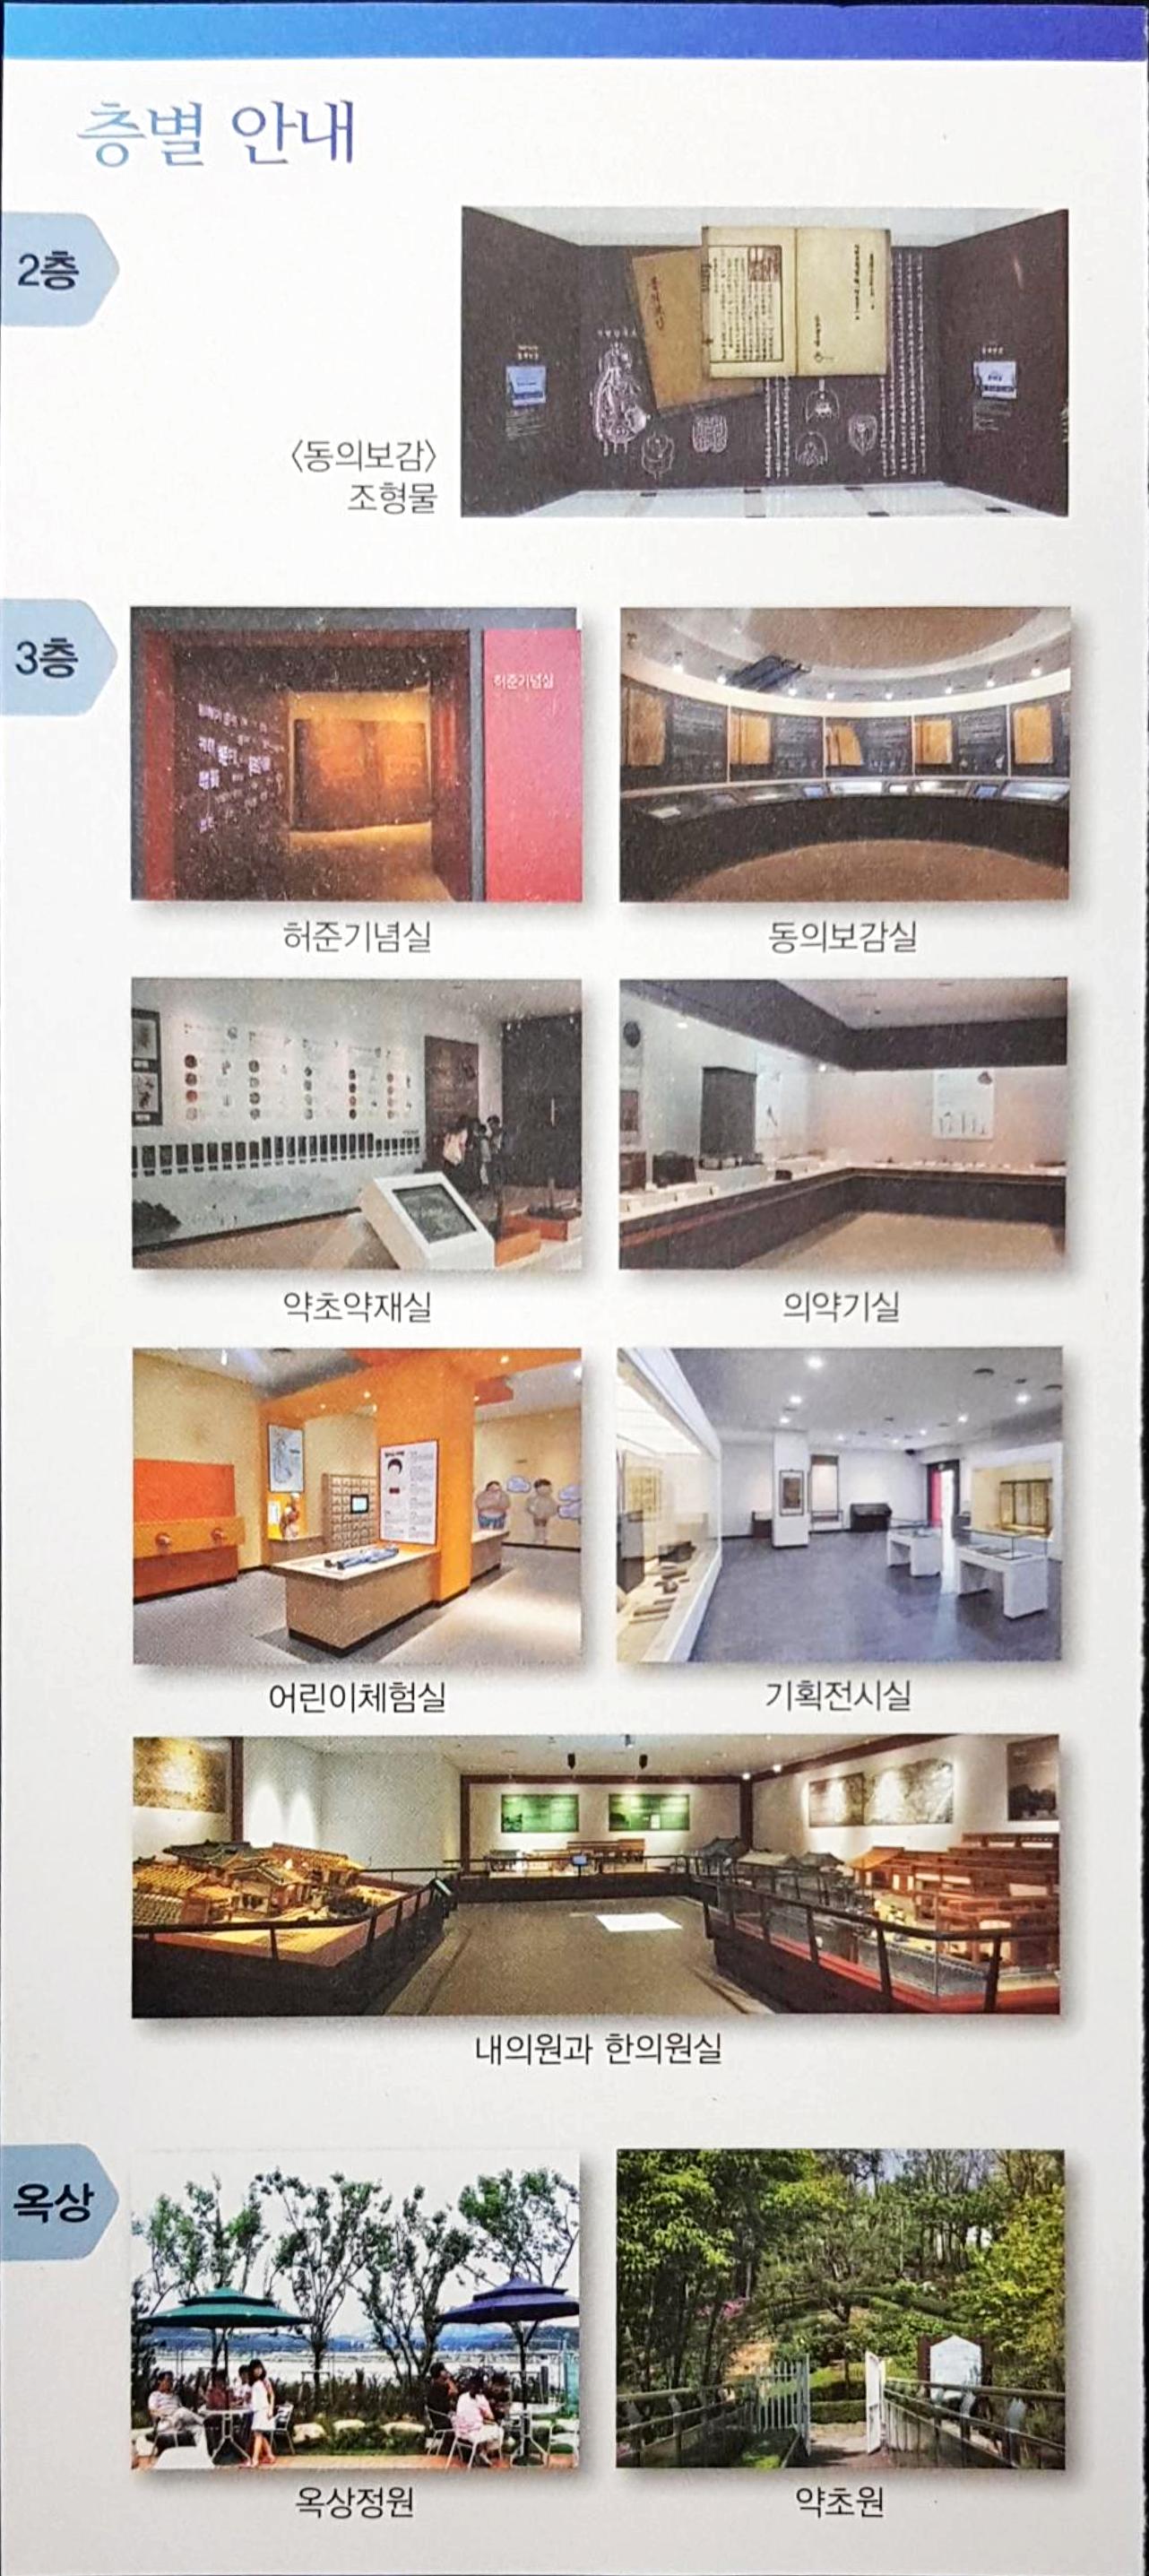 층별 안내
2층
〈동의보감〉
조형물
3층
허준기념실
허준기념실
동의보감실
약초약재실
의약기실
어린이체험실
기획전시실
내의원과 한의원실
옥상
옥상정원
약초원